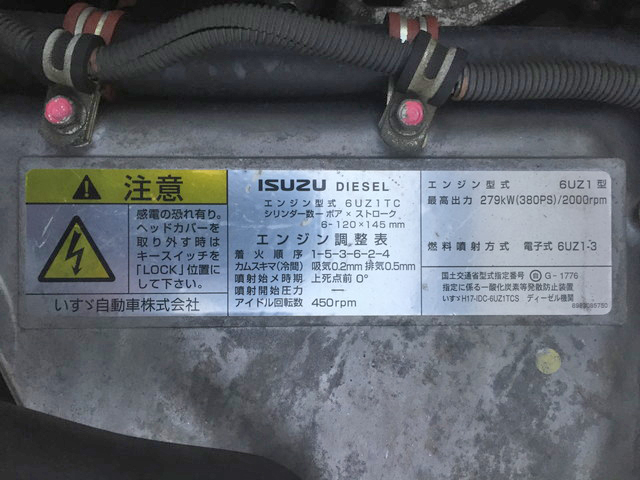 注意
感電の恐れ有り。
ヘッドカバーを
取り外す時は
キースイッチを
「LOCK」位置に
して下さい。
いすゞ自動車株式会社
ISUZU DIESEL
エンジン型式 6UZ1TC
シリンダ数ーボア×ストローク
6-120×145mm
エンジン調整表
着火順序 1-5-3-6-2-4
カムスキマ(冷間) 吸気0.2mm 排気0.5mm
噴射始メ時期 上死点前0°
噴射開始圧力 ー
アイドル回転数 450rpm
エンジン型式 6UZ1型
最高出力 279kW(380PS)/2000rpm
燃料噴射方式 電子式 6UZ1-3
国土交通省型式指定番号 G-1776
指定に係る一酸化炭素等発散防止装置
いすゞH17-IDC-6UZ1TCS ディーゼル機関